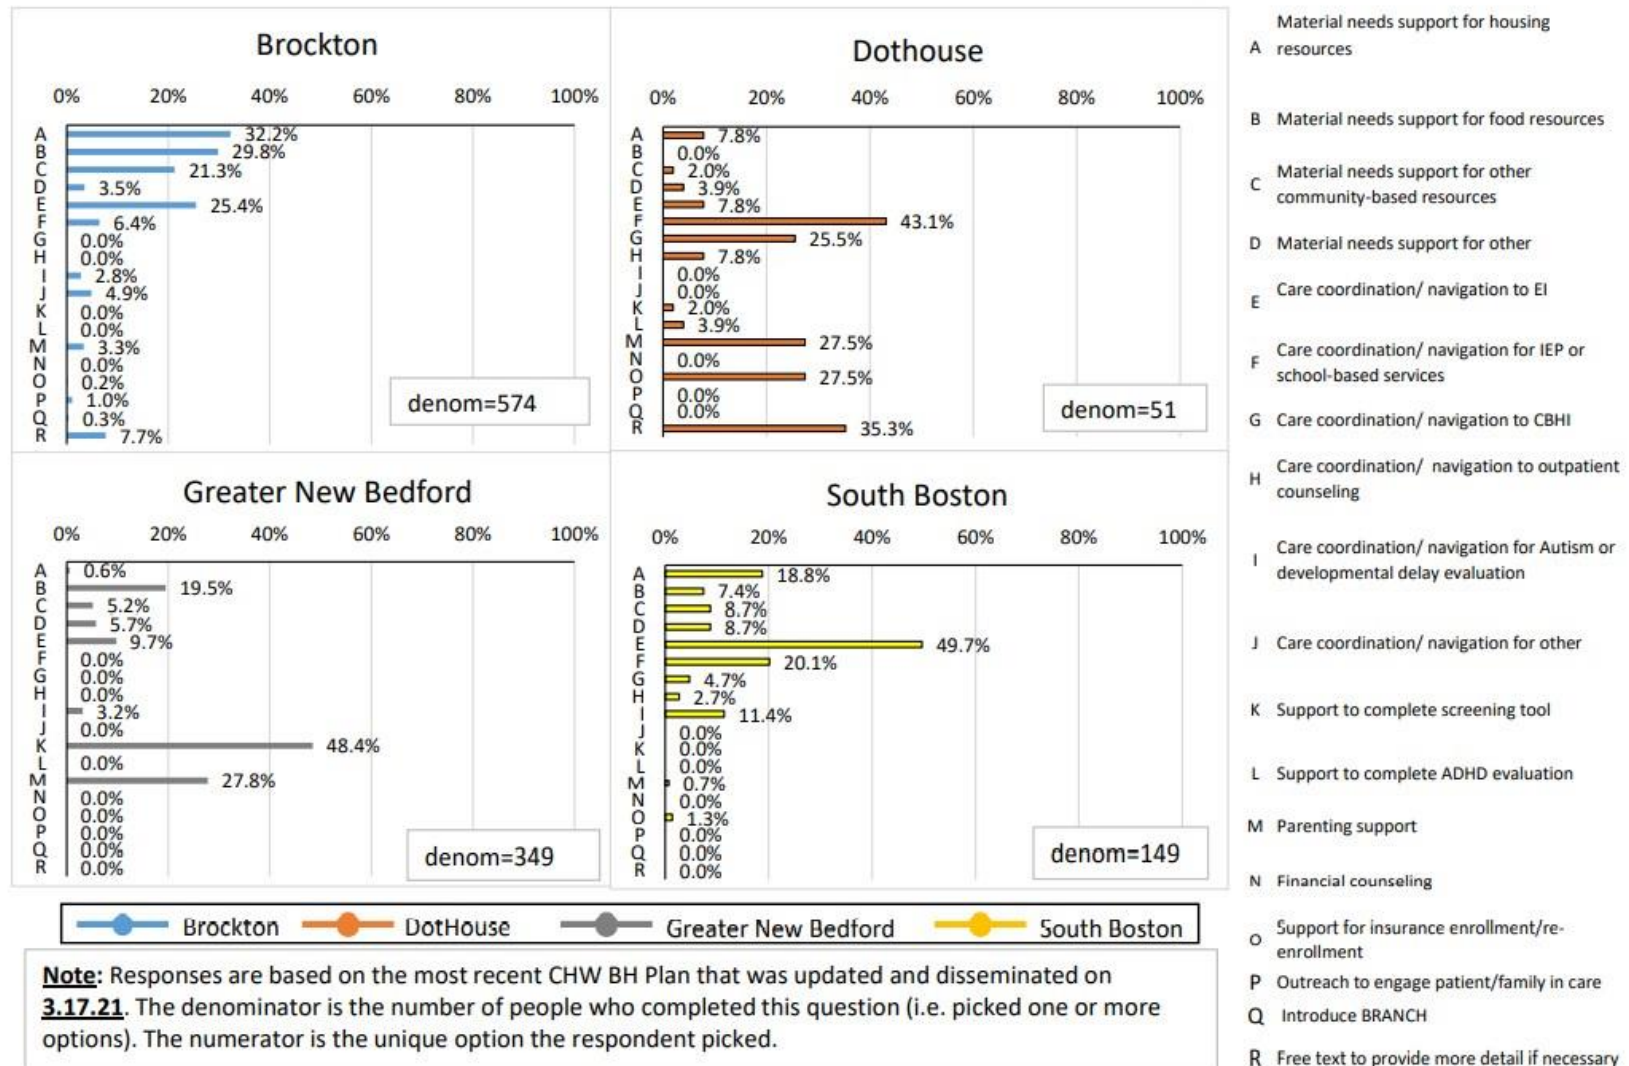 Brockton
0% 20% 40% 60% 80% 100%
A 32.2%
B 29.8%
C 21.3%
D 3.5%
E 25.4%
F 6.4%
G 0.0%
H 0.0%
I 2.8%
J 4.9%
K 0.0%
L 0.0%
M 3.3%
N 0.0%
O 0.2%
P 1.0%
Q 0.3%
R 7.7%
denom=574
Dothouse
0% 20% 40% 60% 80% 100%
A 7.8%
B 0.0%
C 2.0%
D 3.9%
E 7.8%
F 43.1%
G 25.5%
H 7.8%
I 0.0%
J 0.0%
K 2.0%
L 3.9%
M 27.5%
N 0.0%
O 27.5%
P 0.0%
Q 0.0%
R 35.3%
denom=51
Greater New Bedford
0% 20% 40% 60% 80% 100%
A 0.6%
B 19.5%
C 5.2%
D 5.7%
E 9.7%
F 0.0%
G 0.0%
H 0.0%
I 3.2%
J 0.0%
K 48.4%
L 0.0%
M 27.8%
N 0.0%
O 0.0%
P 0.0%
Q 0.0%
R 0.0%
denom=349
South Boston
0% 20% 40% 60% 80% 100%
A 18.8%
B 7.4%
C 8.7%
D 8.7%
E 49.7%
F 20.1%
G 4.7%
H 2.7%
I 11.4%
J 0.0%
K 0.0%
L 0.0%
M 0.7%
N 0.0%
O 1.3%
P 0.0%
Q 0.0%
R 0.0%
denom=149
Brockton DotHouse Greater New Bedford South Boston
Note: Responses are based on the most recent CHW BH Plan that was updated and disseminated on
3.17.21. The denominator is the number of people who completed this question (i.e. picked one or more
options). The numerator is the unique option the respondent picked.
A Material needs support for housing
resources
B Material needs support for food resources
C Material needs support for other
community-based resources
D Material needs support for other
E Care coordination/ navigation to EI
F Care coordination/ navigation for IEP or
school-based services
G Care coordination/ navigation to CBHI
H Care coordination/ navigation to outpatient
counseling
I Care coordination/ navigation for Autism or
developmental delay evaluation
J Care coordination/ navigation for other
K Support to complete screening tool
L Support to complete ADHD evaluation
M Parenting support
N Financial counseling
O Support for insurance enrollment/re-
enrollment
P Outreach to engage patient/family in care
Q Introduce BRANCH
R Free text to provide more detail if necessary